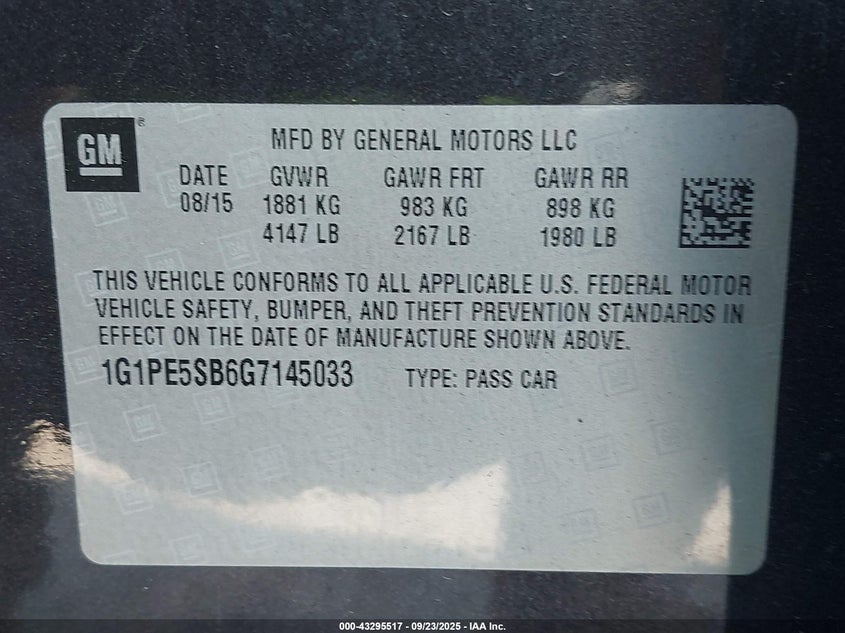 GM®
MFD BY GENERAL MOTORS LLC
DATE GVWR GAWR FRT GAWR RR
08/15 1881 KG 983 KG 898 KG
4147 LB 2167 LB 1980 LB
THIS VEHICLE CONFORMS TO ALL APPLICABLE U.S. FEDERAL MOTOR
VEHICLE SAFETY, BUMPER, AND THEFT PREVENTION STANDARDS IN
EFFECT ON THE DATE OF MANUFACTURE SHOWN ABOVE.
1G1PE5SB6G7145033 TYPE: PASS CAR
000-43295517 - 09/23/2025 - IAA Inc.